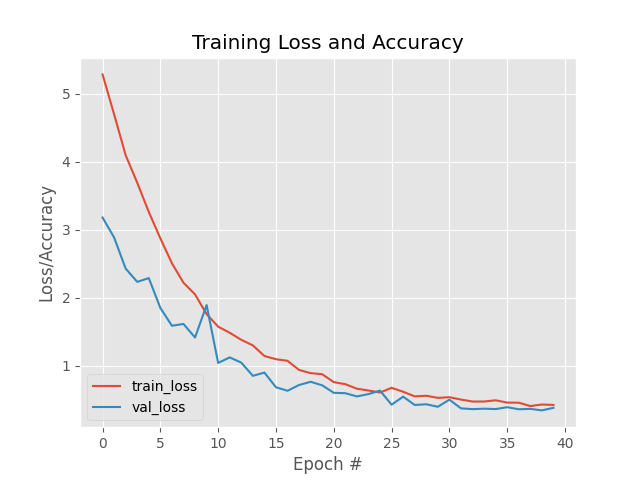 Training Loss and Accuracy
Loss/Accuracy
5
4
3
2
1
train_loss
val_loss
0 5 10 15 20 25 30 35 40
Epoch #